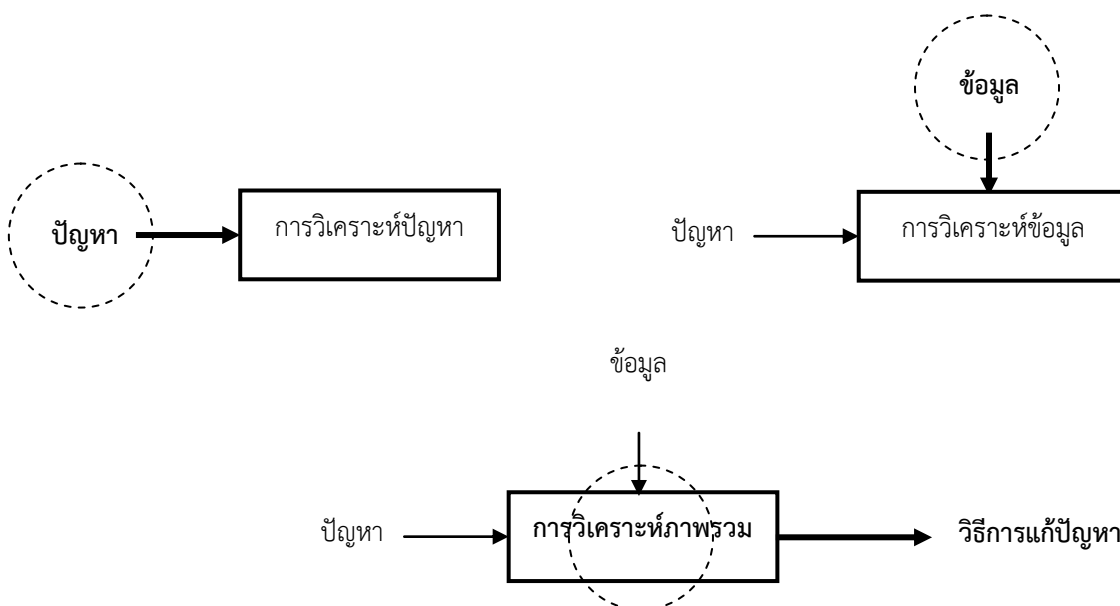 ข้อมูล
ปัญหา
การวิเคราะห์ปัญหา
ปัญหา
การวิเคราะห์ข้อมูล
ข้อมูล
ปัญหา
การวิเคราะห์ภาพรวม
วิธีการแก้ปัญหา